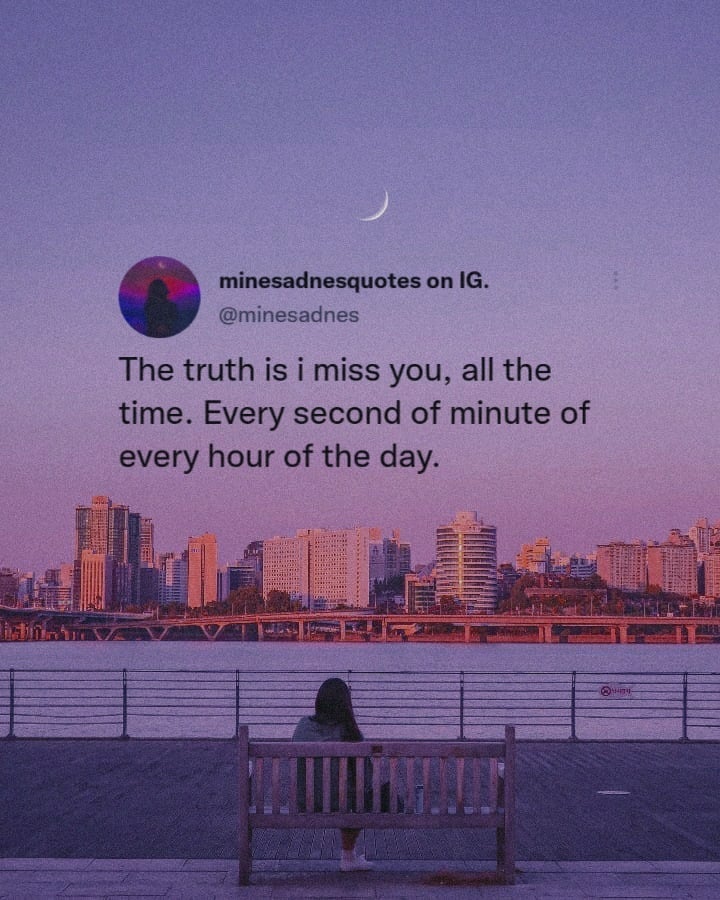 minesadnesquotes on IG.
@minesadnes
The truth is i miss you, all the
time. Every second of minute of
every hour of the day.